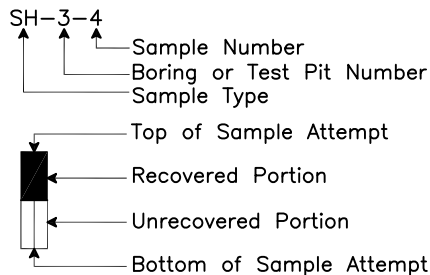 SH-3-4
Sample Number
Boring or Test Pit Number
Sample Type
Top of Sample Attempt
Recovered Portion
Unrecovered Portion
Bottom of Sample Attempt